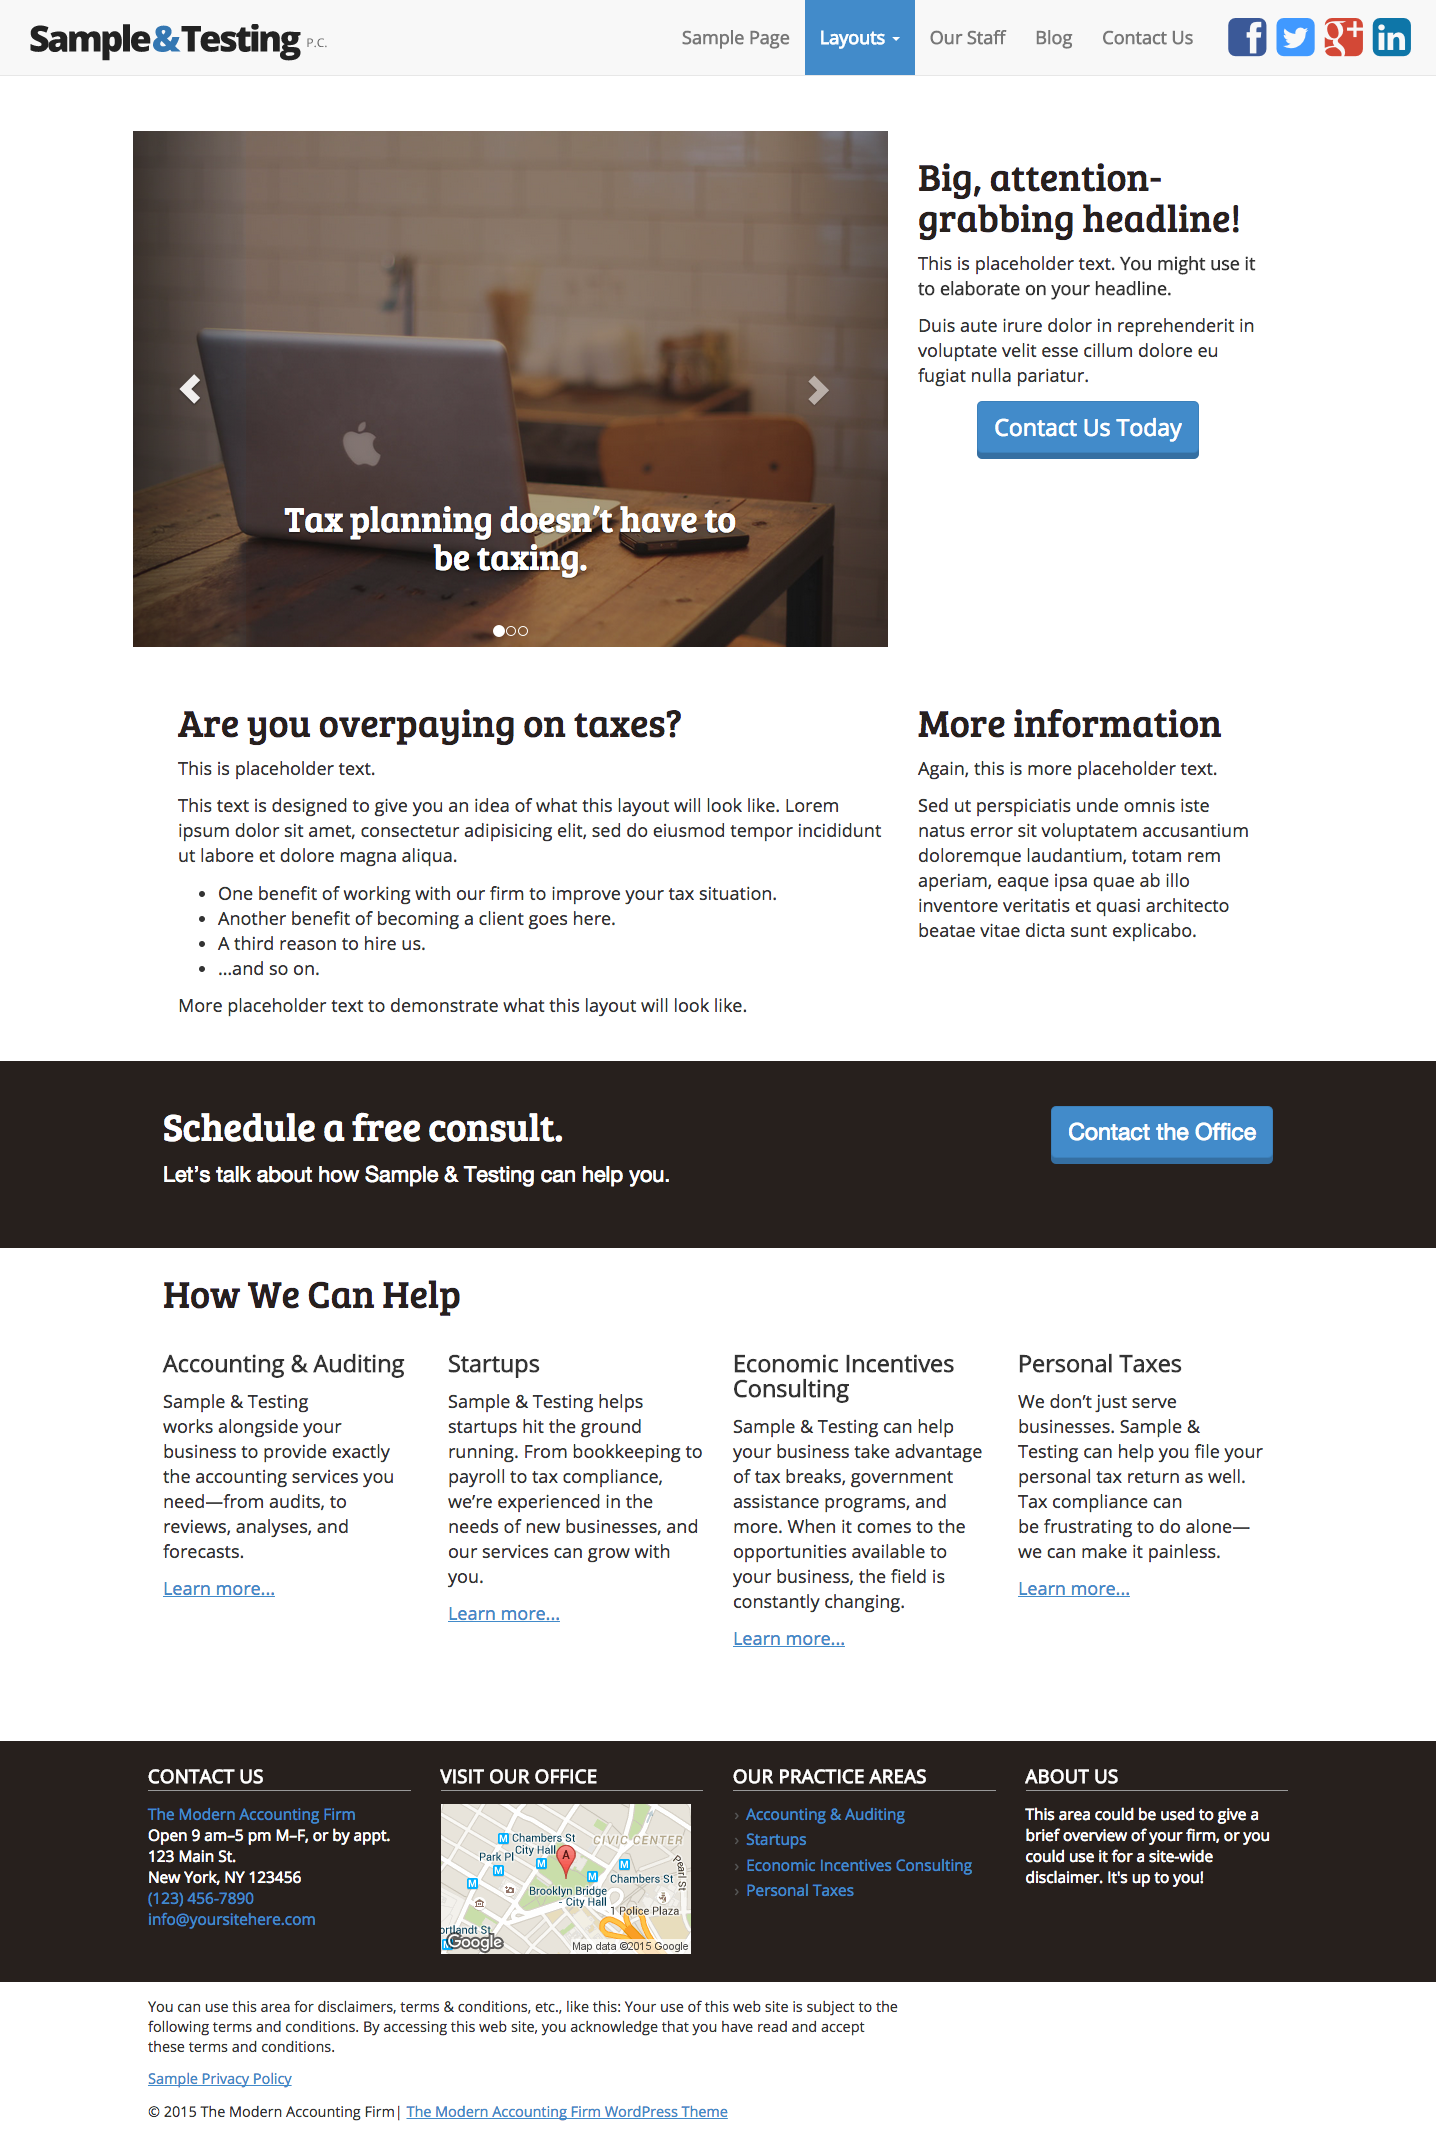 Sample&Testing P.C.
Sample Page
Layouts
Our Staff
Blog
Contact Us
Tax planning doesn't have to
be taxing.
Big, attention-
grabbing headline!
This is placeholder text. You might use it
to elaborate on your headline.
Duis aute irure dolor in reprehenderit in
voluptate velit esse cillum dolore eu
fugiat nulla pariatur.
Contact Us Today
Are you overpaying on taxes?
This is placeholder text.
This text is designed to give you an idea of what this layout will look like. Lorem
ipsum dolor sit amet, consectetur adipisicing elit, sed do eiusmod tempor incididunt
ut labore et dolore magna aliqua.
• One benefit of working with our firm to improve your tax situation.
• Another benefit of becoming a client goes here.
• A third reason to hire us.
• …and so on.
More placeholder text to demonstrate what this layout will look like.
More information
Again, this is more placeholder text.
Sed ut perspiciatis unde omnis iste
natus error sit voluptatem accusantium
doloremque laudantium, totam rem
aperiam, eaque ipsa quae ab illo
inventore veritatis et quasi architecto
beatae vitae dicta sunt explicabo.
Schedule a free consult.
Let's talk about how Sample & Testing can help you.
Contact the Office
How We Can Help
Accounting & Auditing
Sample & Testing
works alongside your
business to provide exactly
the accounting services you
need—from audits, to
reviews, analyses, and
forecasts.
Learn more…
Startups
Sample & Testing helps
startups hit the ground
running. From bookkeeping to
payroll to tax compliance,
we're experienced in the
needs of new businesses, and
our services can grow with
you.
Learn more…
Economic Incentives
Consulting
Sample & Testing can help
your business take advantage
of tax breaks, government
assistance programs, and
more. When it comes to the
opportunities available to
your business, the field is
constantly changing.
Learn more…
Personal Taxes
We don't just serve
businesses. Sample &
Testing can help you file your
personal tax return as well.
Tax compliance can
be frustrating to do alone—
we can make it painless.
Learn more…
CONTACT US
The Modern Accounting Firm
Open 9 am–5 pm M–F, or by appt.
123 Main St.
New York, NY 123456
(123) 456-7890
info@yoursitehere.com
VISIT OUR OFFICE
M Chambers St
City Hall
CIVIC CENTER
Park Pl
M
M
M
M
M
A
Chambers St
Pearl St
Brooklyn Bridge
- City Hall
1 Police Plaza
ortlandt St
Google
Map data ©2015 Google
OUR PRACTICE AREAS
› Accounting & Auditing
› Startups
› Economic Incentives Consulting
› Personal Taxes
ABOUT US
This area could be used to give a
brief overview of your firm, or you
could use it for a site-wide
disclaimer. It's up to you!
You can use this area for disclaimers, terms & conditions, etc., like this: Your use of this web site is subject to the
following terms and conditions. By accessing this web site, you acknowledge that you have read and accept
these terms and conditions.
Sample Privacy Policy
© 2015 The Modern Accounting Firm| The Modern Accounting Firm WordPress Theme